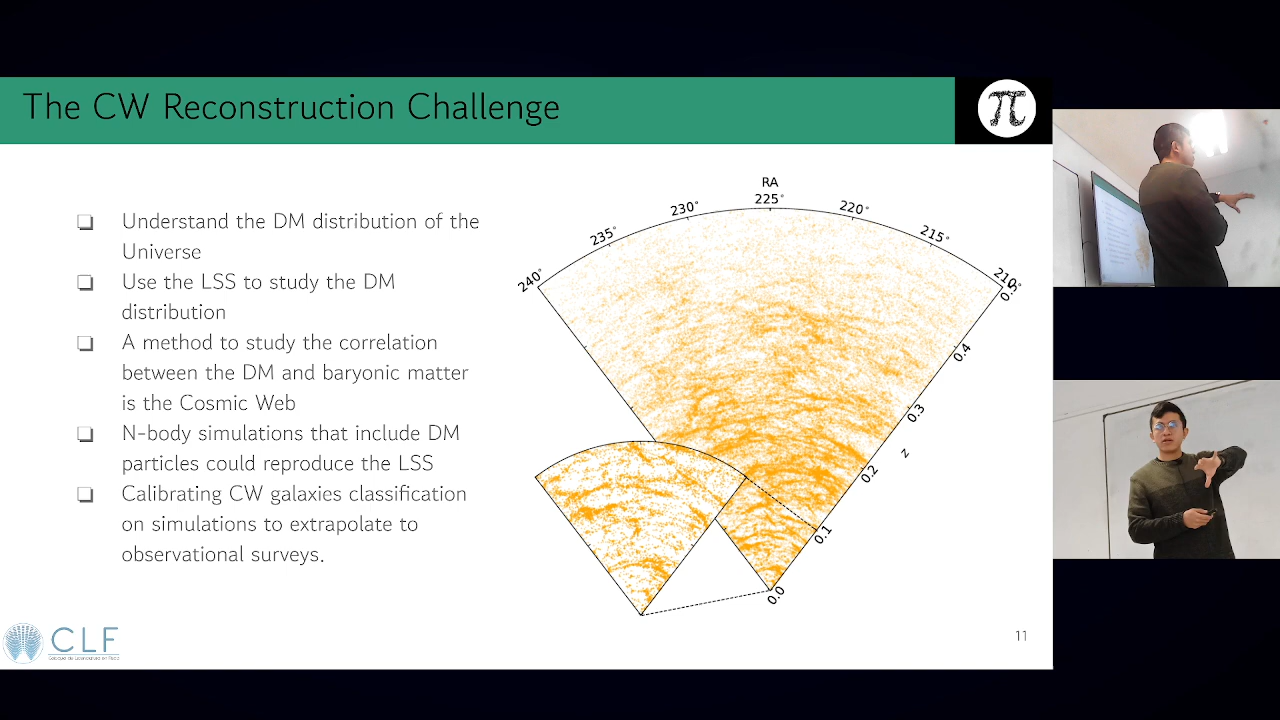 The CW Reconstruction Challenge
π
Understand the DM distribution of the
Universe
Use the LSS to study the DM
distribution
A method to study the correlation
between the DM and baryonic matter
is the Cosmic Web
N-body simulations that include DM
particles could reproduce the LSS
Calibrating CW galaxies classification
on simulations to extrapolate to
observational surveys.
RA
240°
235°
230°
225°
220°
215°
210°
0.5
0.4
0.3
z
0.2
0.1
0.0
CLF
11